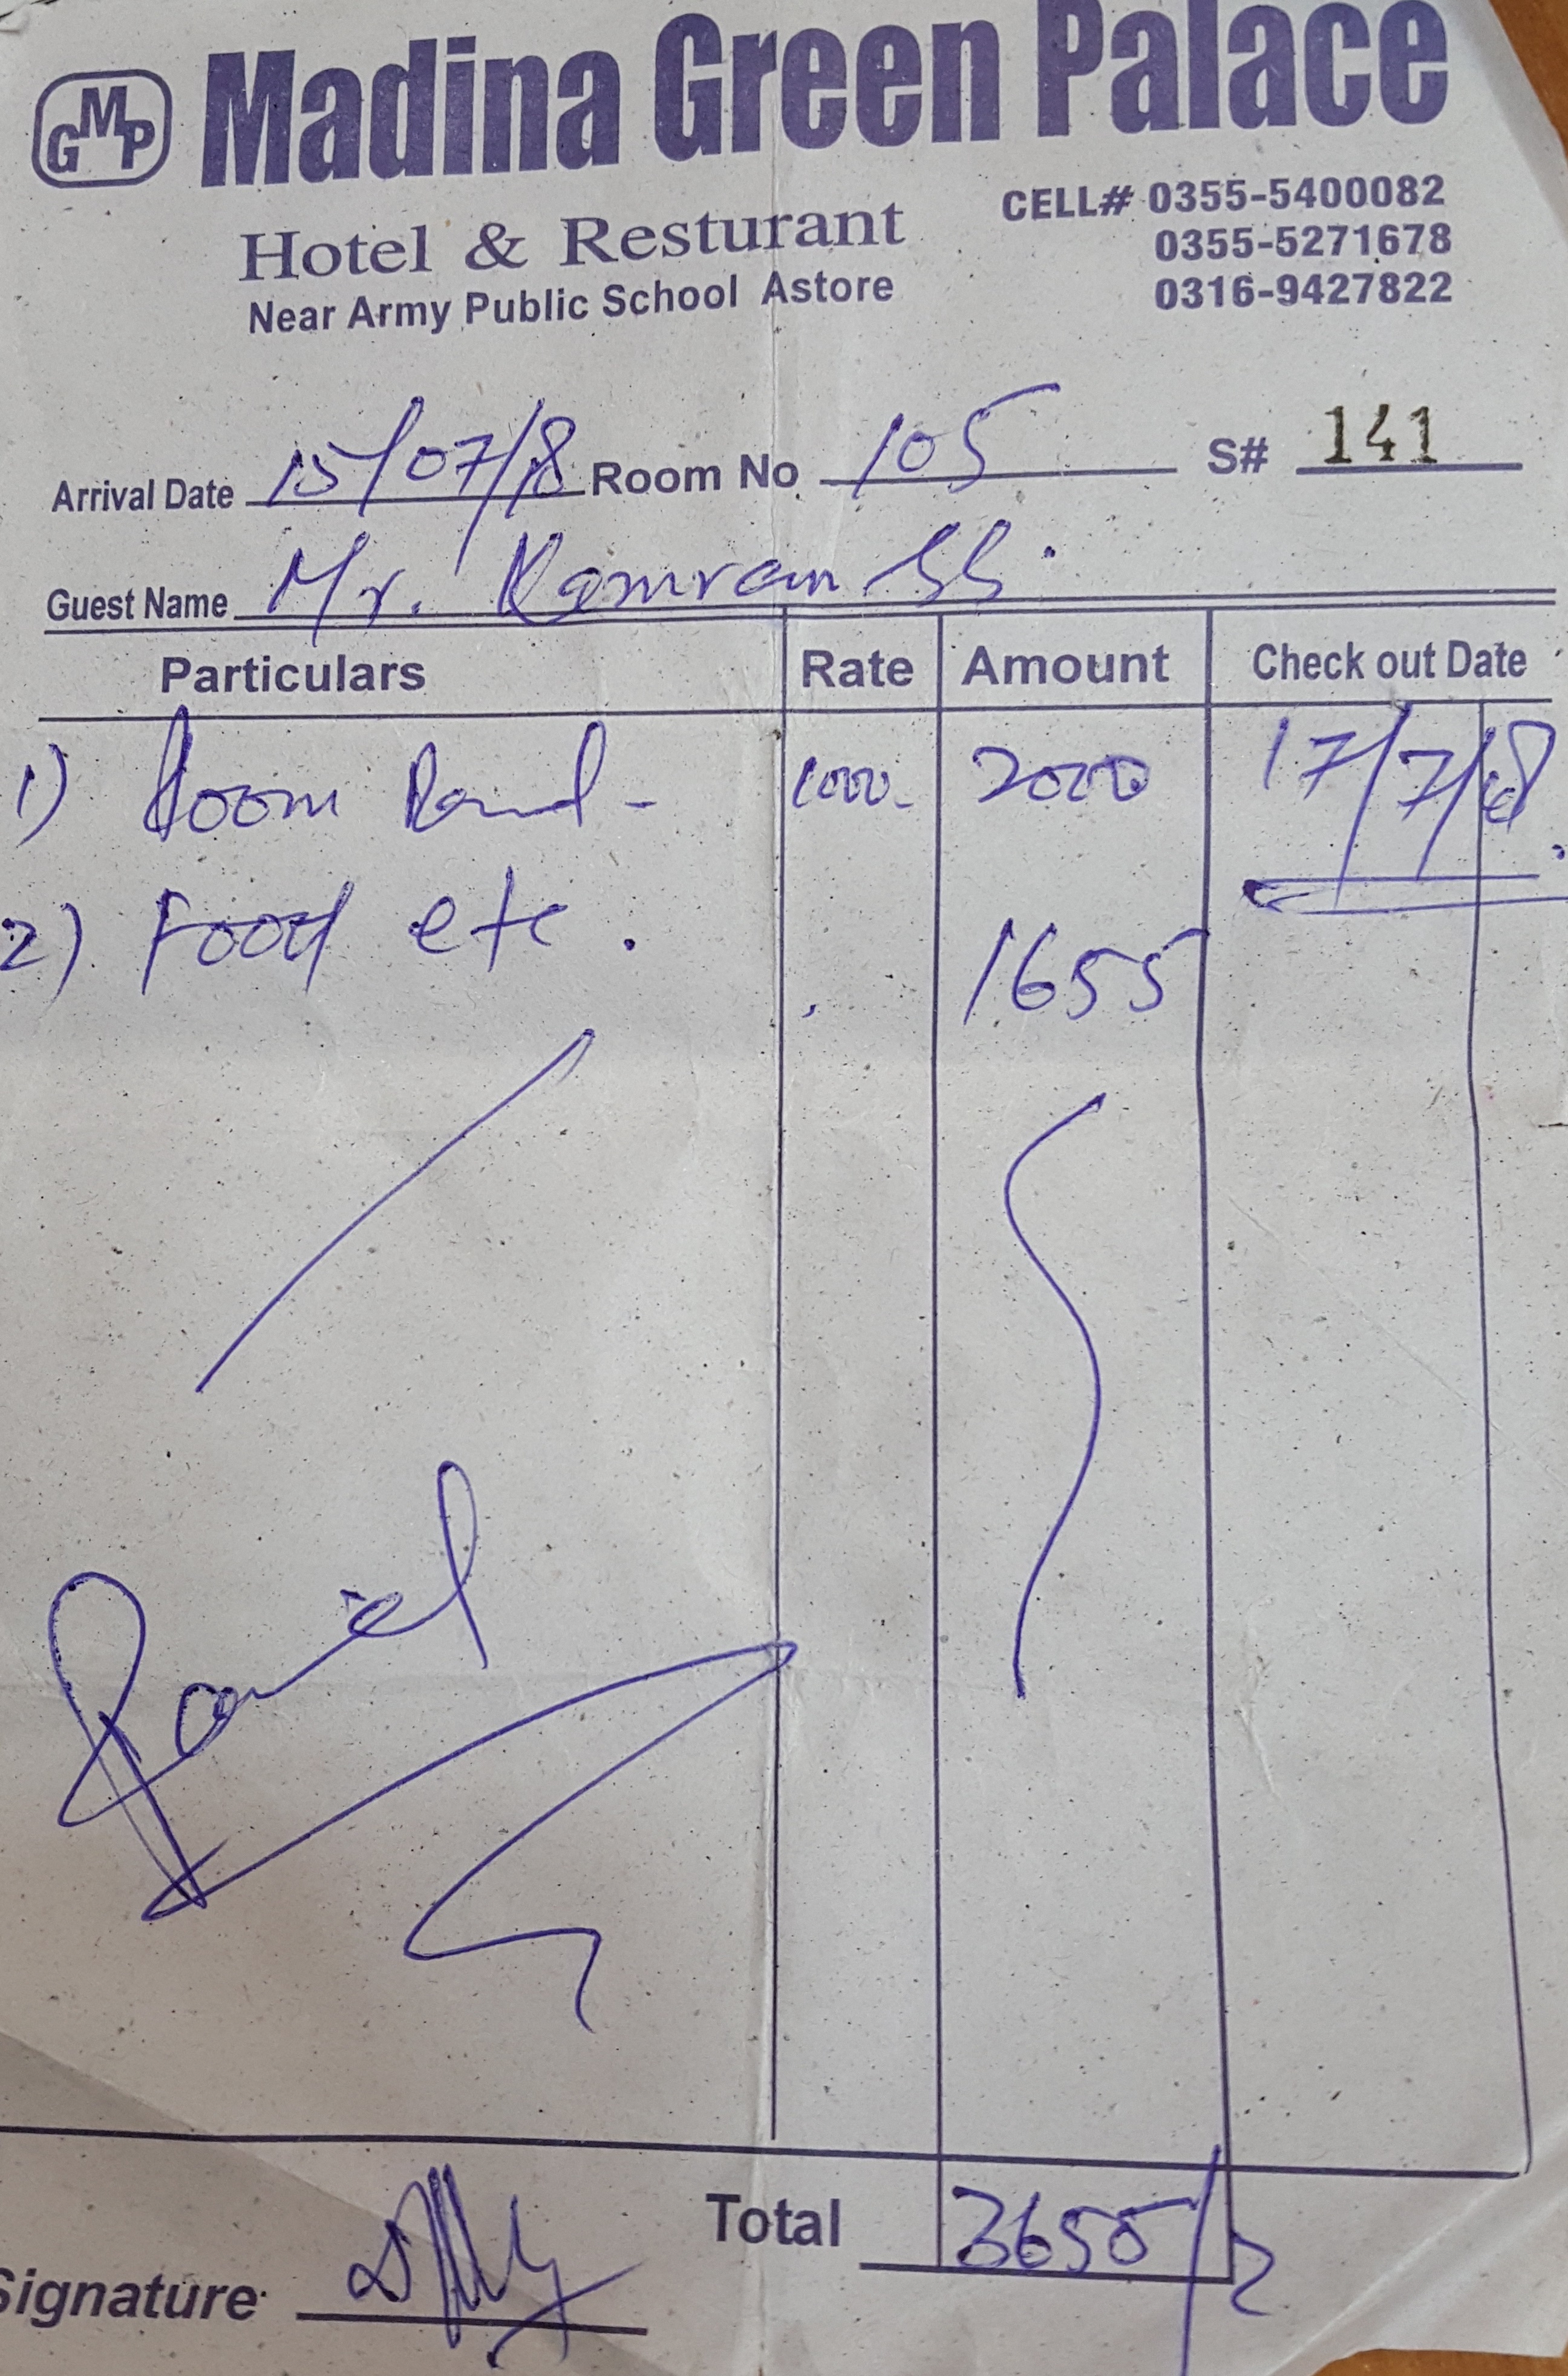 GMP Madina Green Palace
Hotel & Resturant
Near Army Public School Astore
CELL# 0355-5400082
0355-5271678
0316-9427822
Arrival Date 15/07/18 Room No 105 S# 141
Guest Name Mr. Kamran
Particulars Rate Amount Check out Date
1) Room 1000 2000 17/7/18
2) Food etc. 1655
Total 3655/
Signature